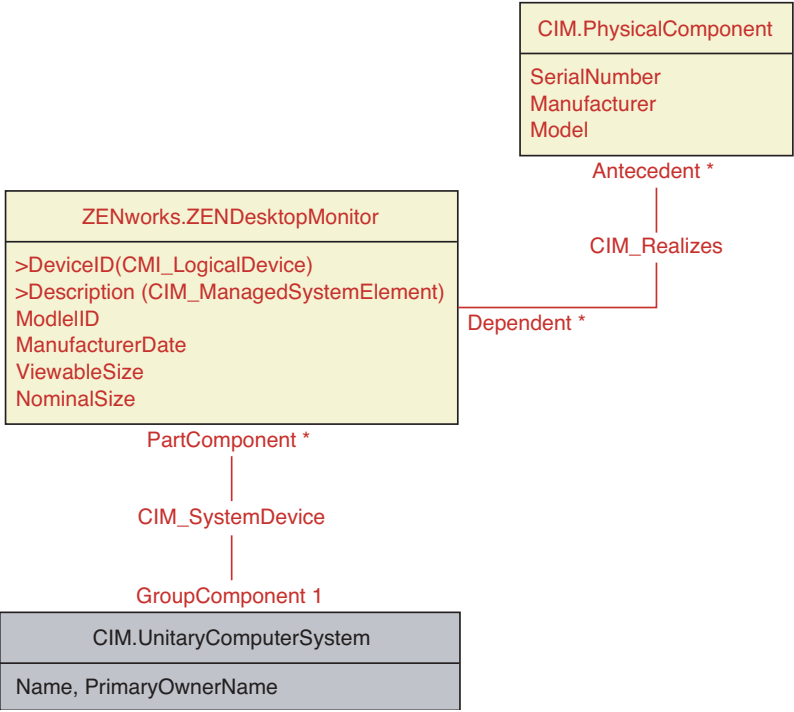 CIM.PhysicalComponent
SerialNumber
Manufacturer
Model
Antecedent *
CIM_Realizes
Dependent *
ZENworks.ZENDesktopMonitor
>DeviceID(CMI_LogicalDevice)
>Description (CIM_ManagedSystemElement)
ModlelID
ManufacturerDate
ViewableSize
NominalSize
PartComponent *
CIM_SystemDevice
GroupComponent 1
CIM.UnitaryComputerSystem
Name, PrimaryOwnerName